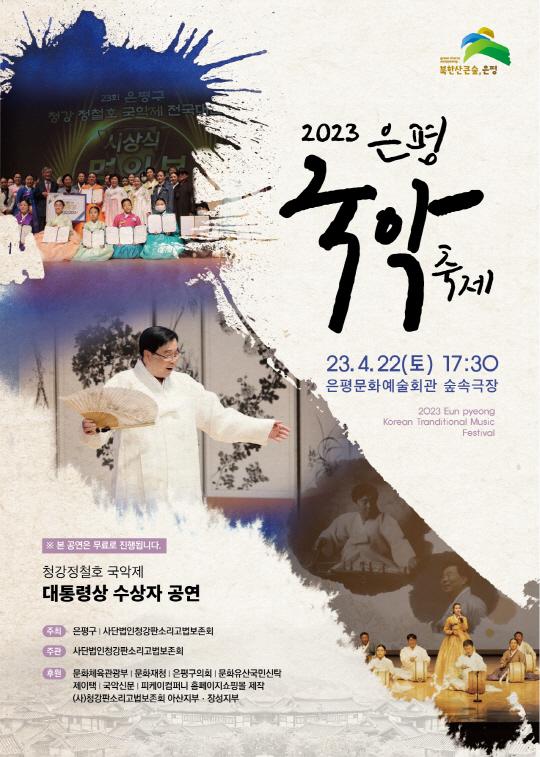 green charm eunpyeong
북한산큰숲, 은평
23회 은평구
청강 정철호 국악제 전국대
시상식
2023 은평
국악
축제
23.4.22(토) 17:30
은평문화예술회관 숲속극장
2023 Eun pyeong
Korean Tranditional Music
Festival
※ 본 공연은 무료로 진행됩니다.
청강정철호 국악제
대통령상 수상자 공연
주최 은평구 | 사단법인청강판소리고법보존회
주관 사단법인청강판소리고법보존회
후원 문화체육관광부 | 문화재청 | 은평구의회 | 문화유산국민신탁
제이택 | 국악신문 | 피케이컴퍼니 홈페이지쇼핑몰 제작
(사)청강판소리고법보존회 아산지부 · 장성지부